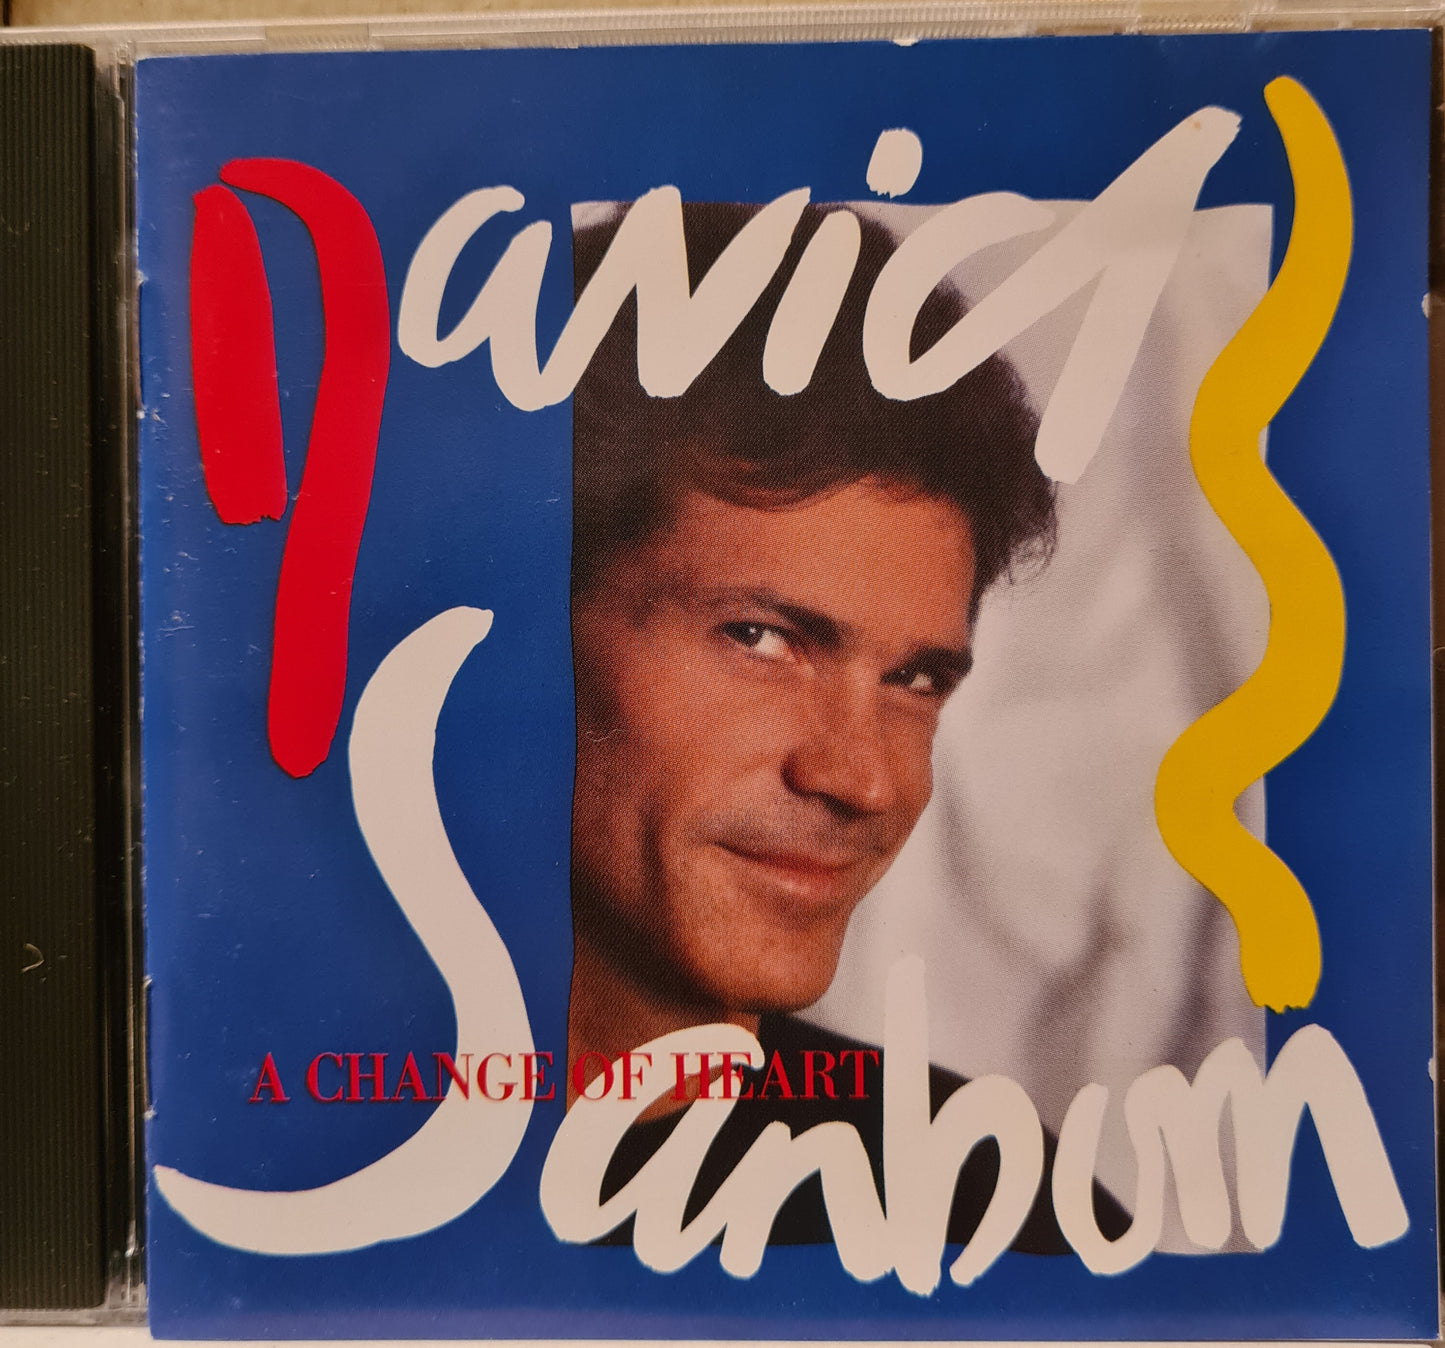 David
Sanborn
A CHANGE OF HEART